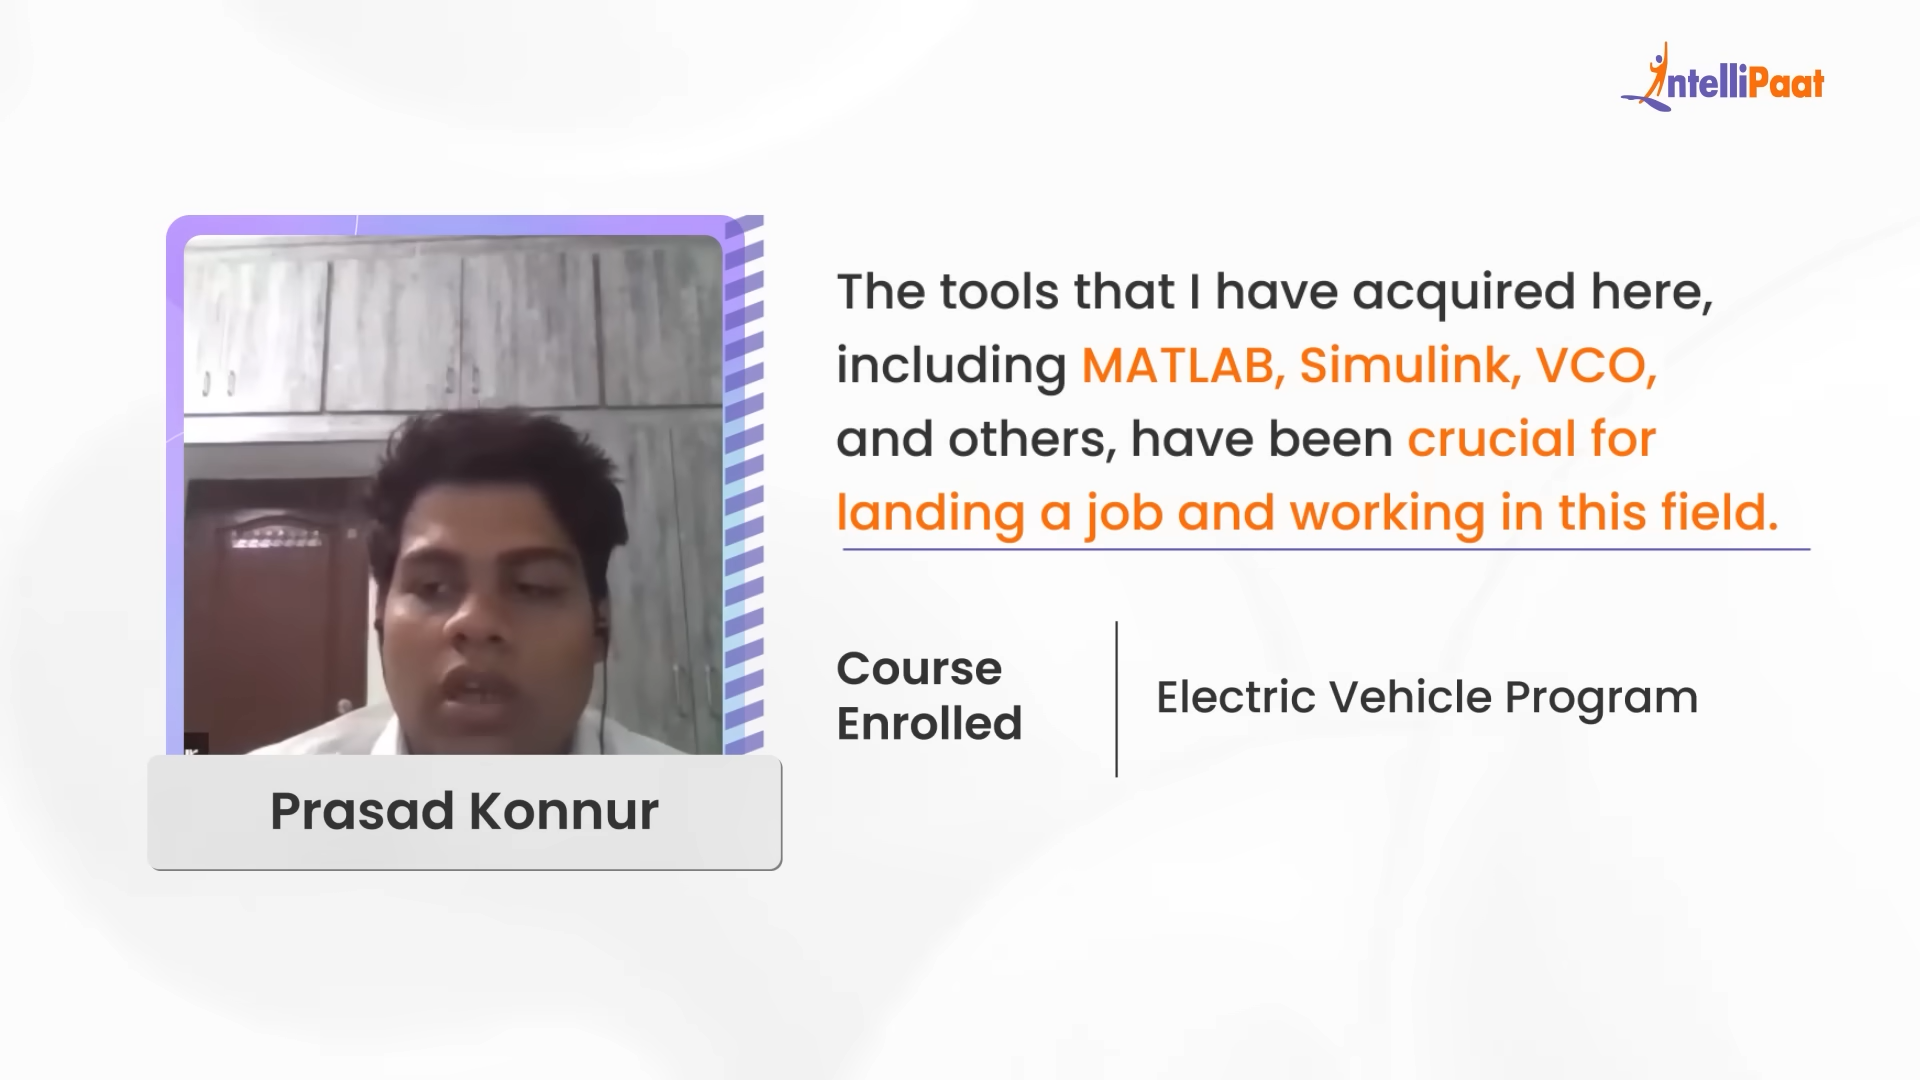 IntelliPaat
The tools that I have acquired here,
including MATLAB, Simulink, VCO,
and others, have been crucial for
landing a job and working in this field.
Course
Enrolled
Electric Vehicle Program
Prasad Konnur